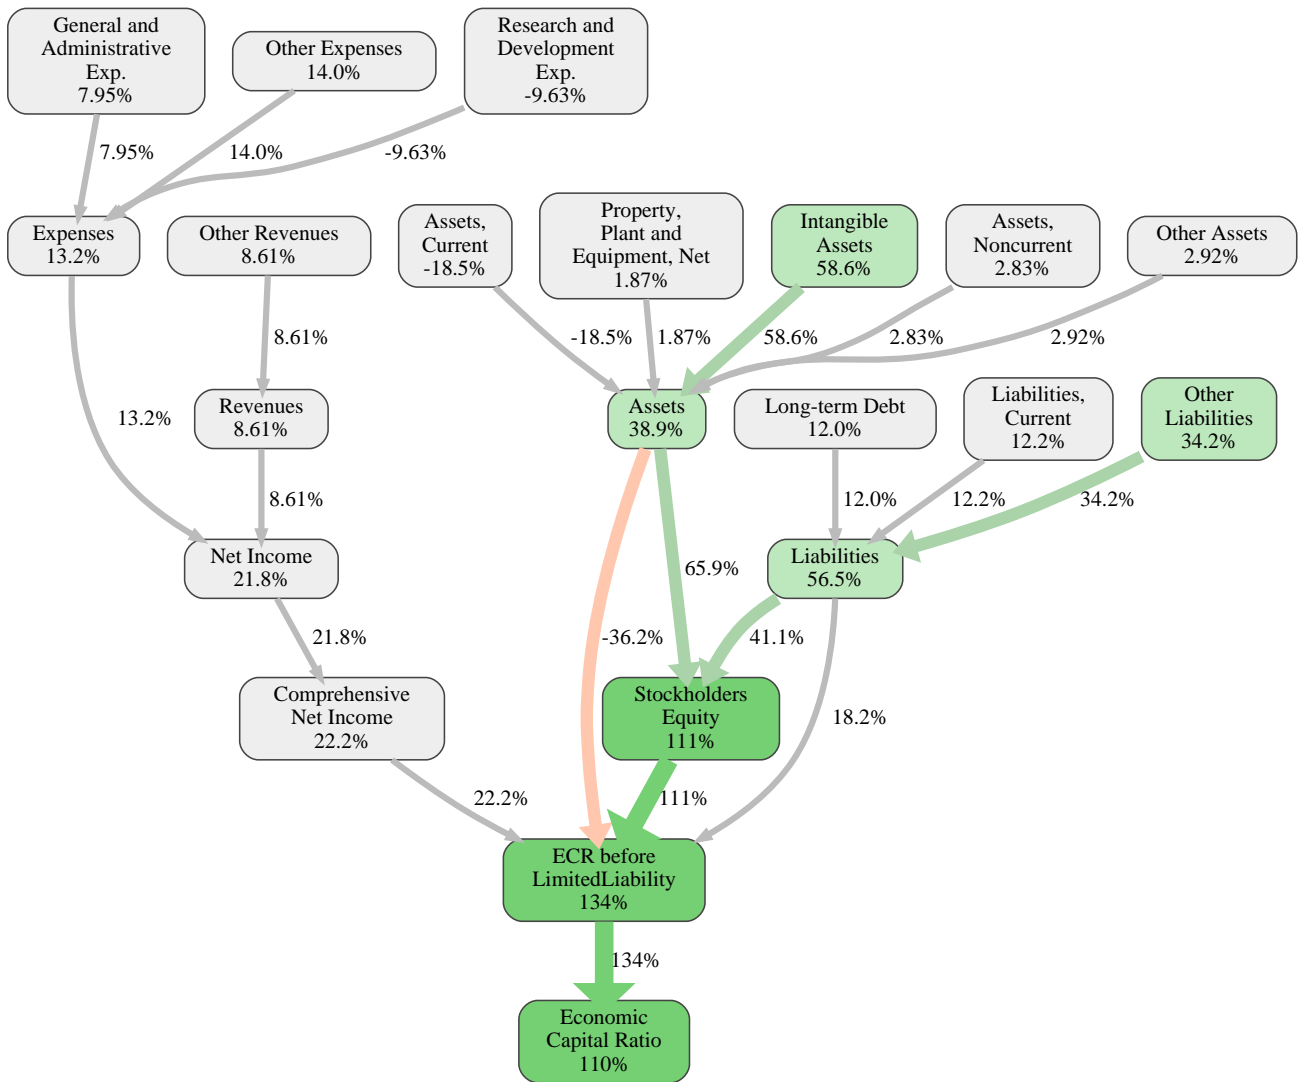 General and
Administrative
Exp.
7.95%
Other Expenses
14.0%
Research and
Development
Exp.
-9.63%
7.95%
14.0%
-9.63%
Expenses
13.2%
Other Revenues
8.61%
Assets,
Current
-18.5%
Property,
Plant and
Equipment, Net
1.87%
Intangible
Assets
58.6%
Assets,
Noncurrent
2.83%
Other Assets
2.92%
8.61%
-18.5%
1.87%
58.6%
2.83%
2.92%
13.2%
Revenues
8.61%
Assets
38.9%
Long-term Debt
12.0%
Liabilities,
Current
12.2%
Other
Liabilities
34.2%
8.61%
12.0%
12.2%
34.2%
Net Income
21.8%
65.9%
Liabilities
56.5%
21.8%
-36.2%
41.1%
Comprehensive
Net Income
22.2%
Stockholders
Equity
111%
18.2%
22.2%
111%
ECR before
LimitedLiability
134%
134%
Economic
Capital Ratio
110%